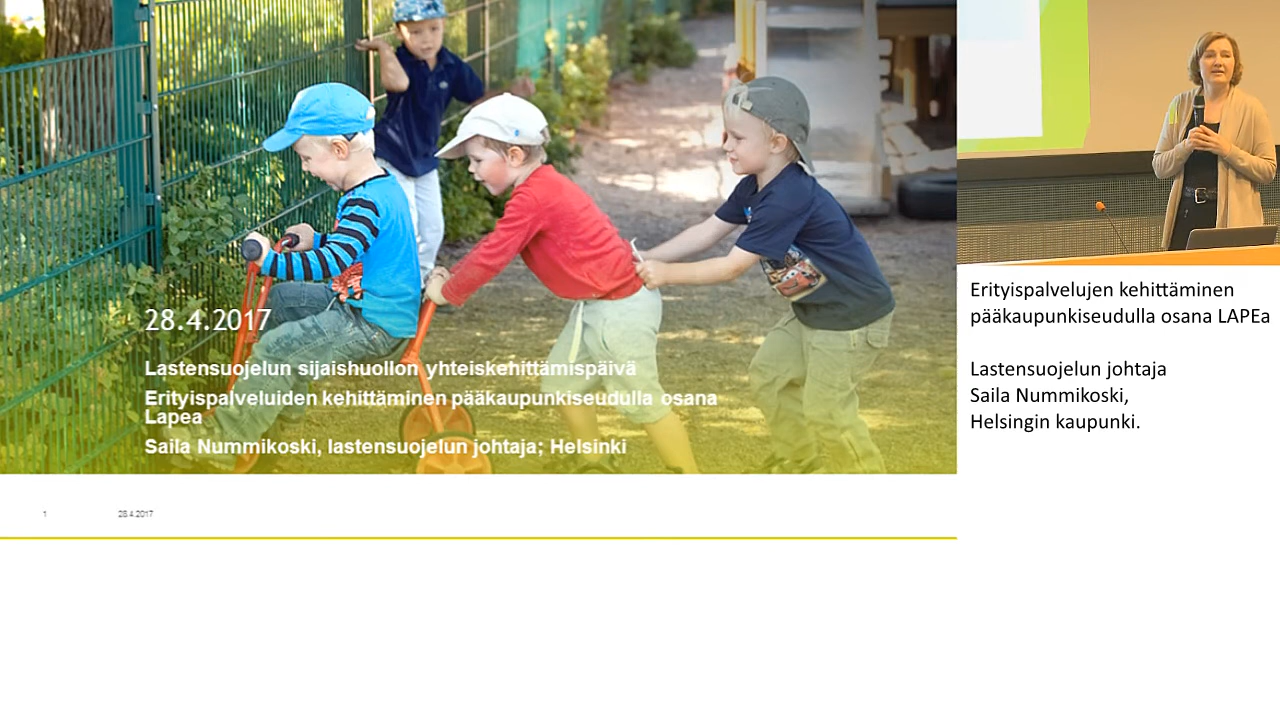 28.4.2017
Lastensuojelun sijaishuollon yhteiskehittämispäivä
Erityispalveluiden kehittäminen pääkaupunkiseudulla osana
Lapea
Saila Nummikoski, lastensuojelun johtaja; Helsinki
1 28.4.2017
Erityispalvelujen kehittäminen
pääkaupunkiseudulla osana LAPEa
Lastensuojelun johtaja
Saila Nummikoski,
Helsingin kaupunki.